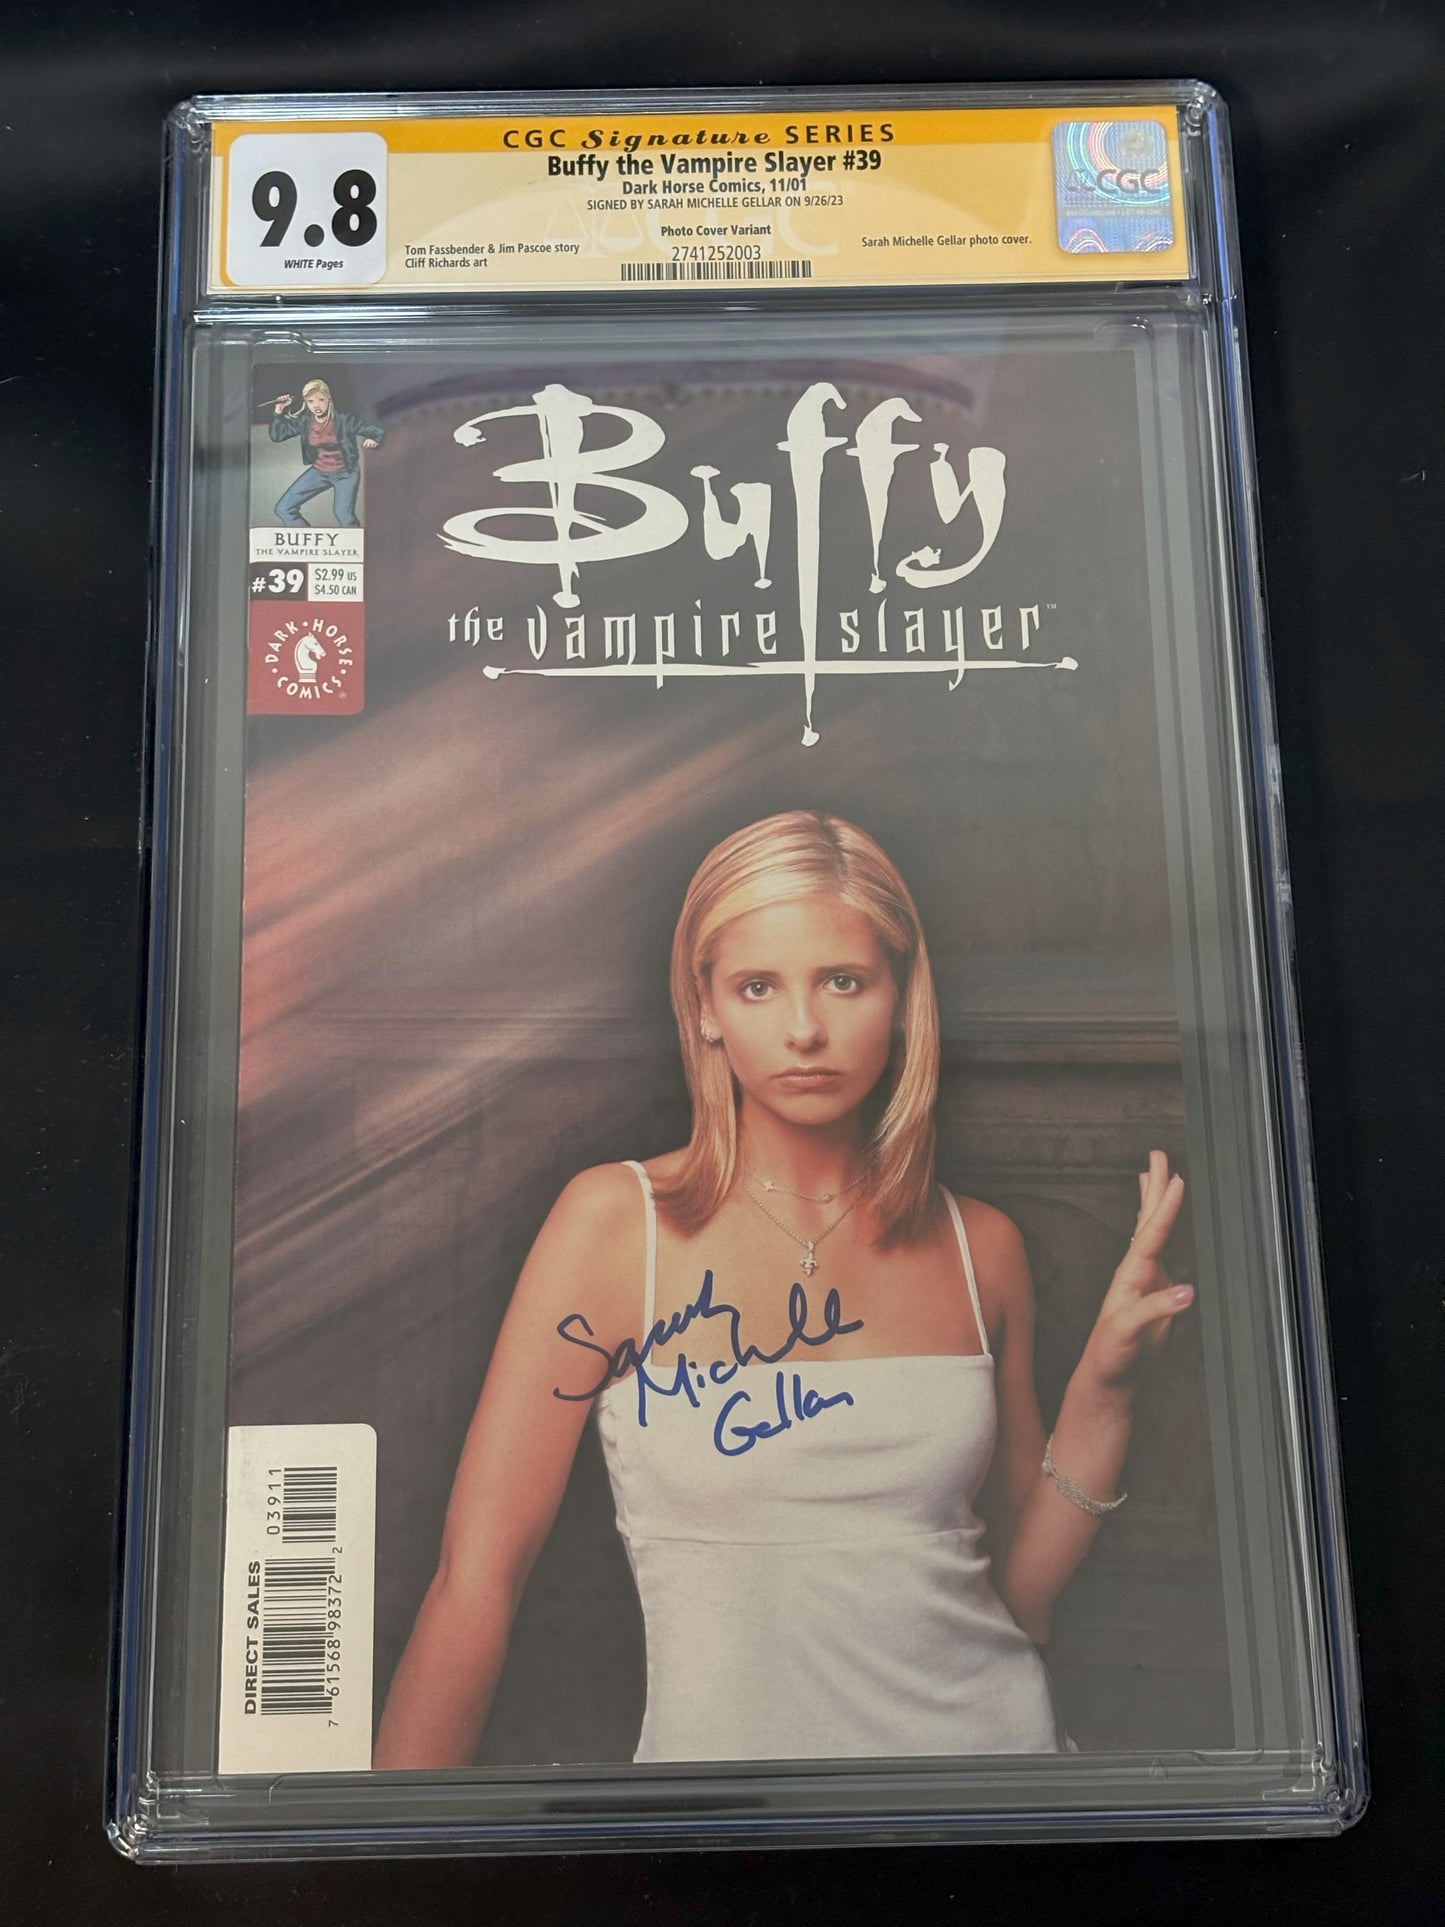 CGC Signature SERIES
Buffy the Vampire Slayer #39
Dark Horse Comics, 11/01
SIGNED BY SARAH MICHELLE GELLAR ON 9/26/23
9.8
WHITE Pages
Photo Cover Variant
Tom Fassbender & Jim Pascoe story
Cliff Richards art
2741252003
Sarah Michelle Gellar photo cover.
CGC
Buffy
the vampire slayer™
BUFFY
THE VAMPIRE SLAYER
#39
$2.99 US
$4.50 CAN
DARK HORSE COMICS®
Sarah
Michelle
Gellar
DIRECT SALES
7 61568 98372 2
03911